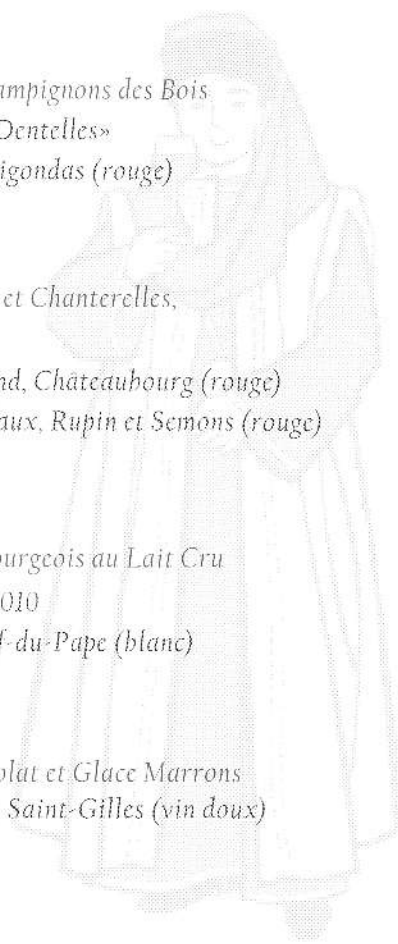 ampignons des Bois
Dentelles»
igondas (rouge)
et Chanterelles,
nd, Châteaubourg (rouge)
aux, Rupin et Semons (rouge)
ourgeois au Lait Cru
010
f-du-Pape (blanc)
olat et Glace Marrons
Saint-Gilles (vin doux)